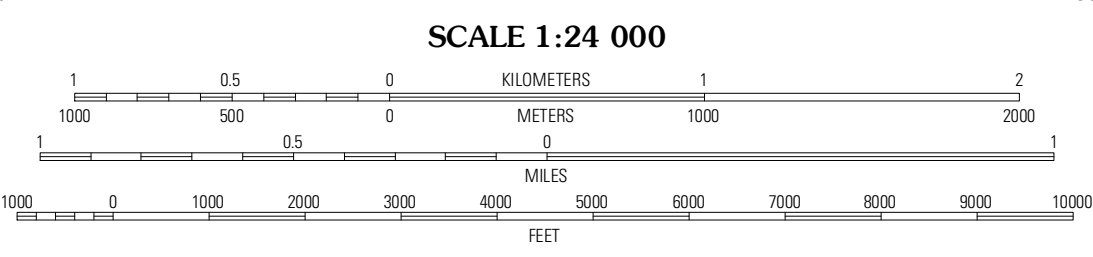 SCALE 1:24 000
1 0.5 0 KILOMETERS 1 2
1000 500 0 METERS 1000 2000
1 0.5 0 1
MILES
1000 0 1000 2000 3000 4000 5000 6000 7000 8000 9000 10000
FEET